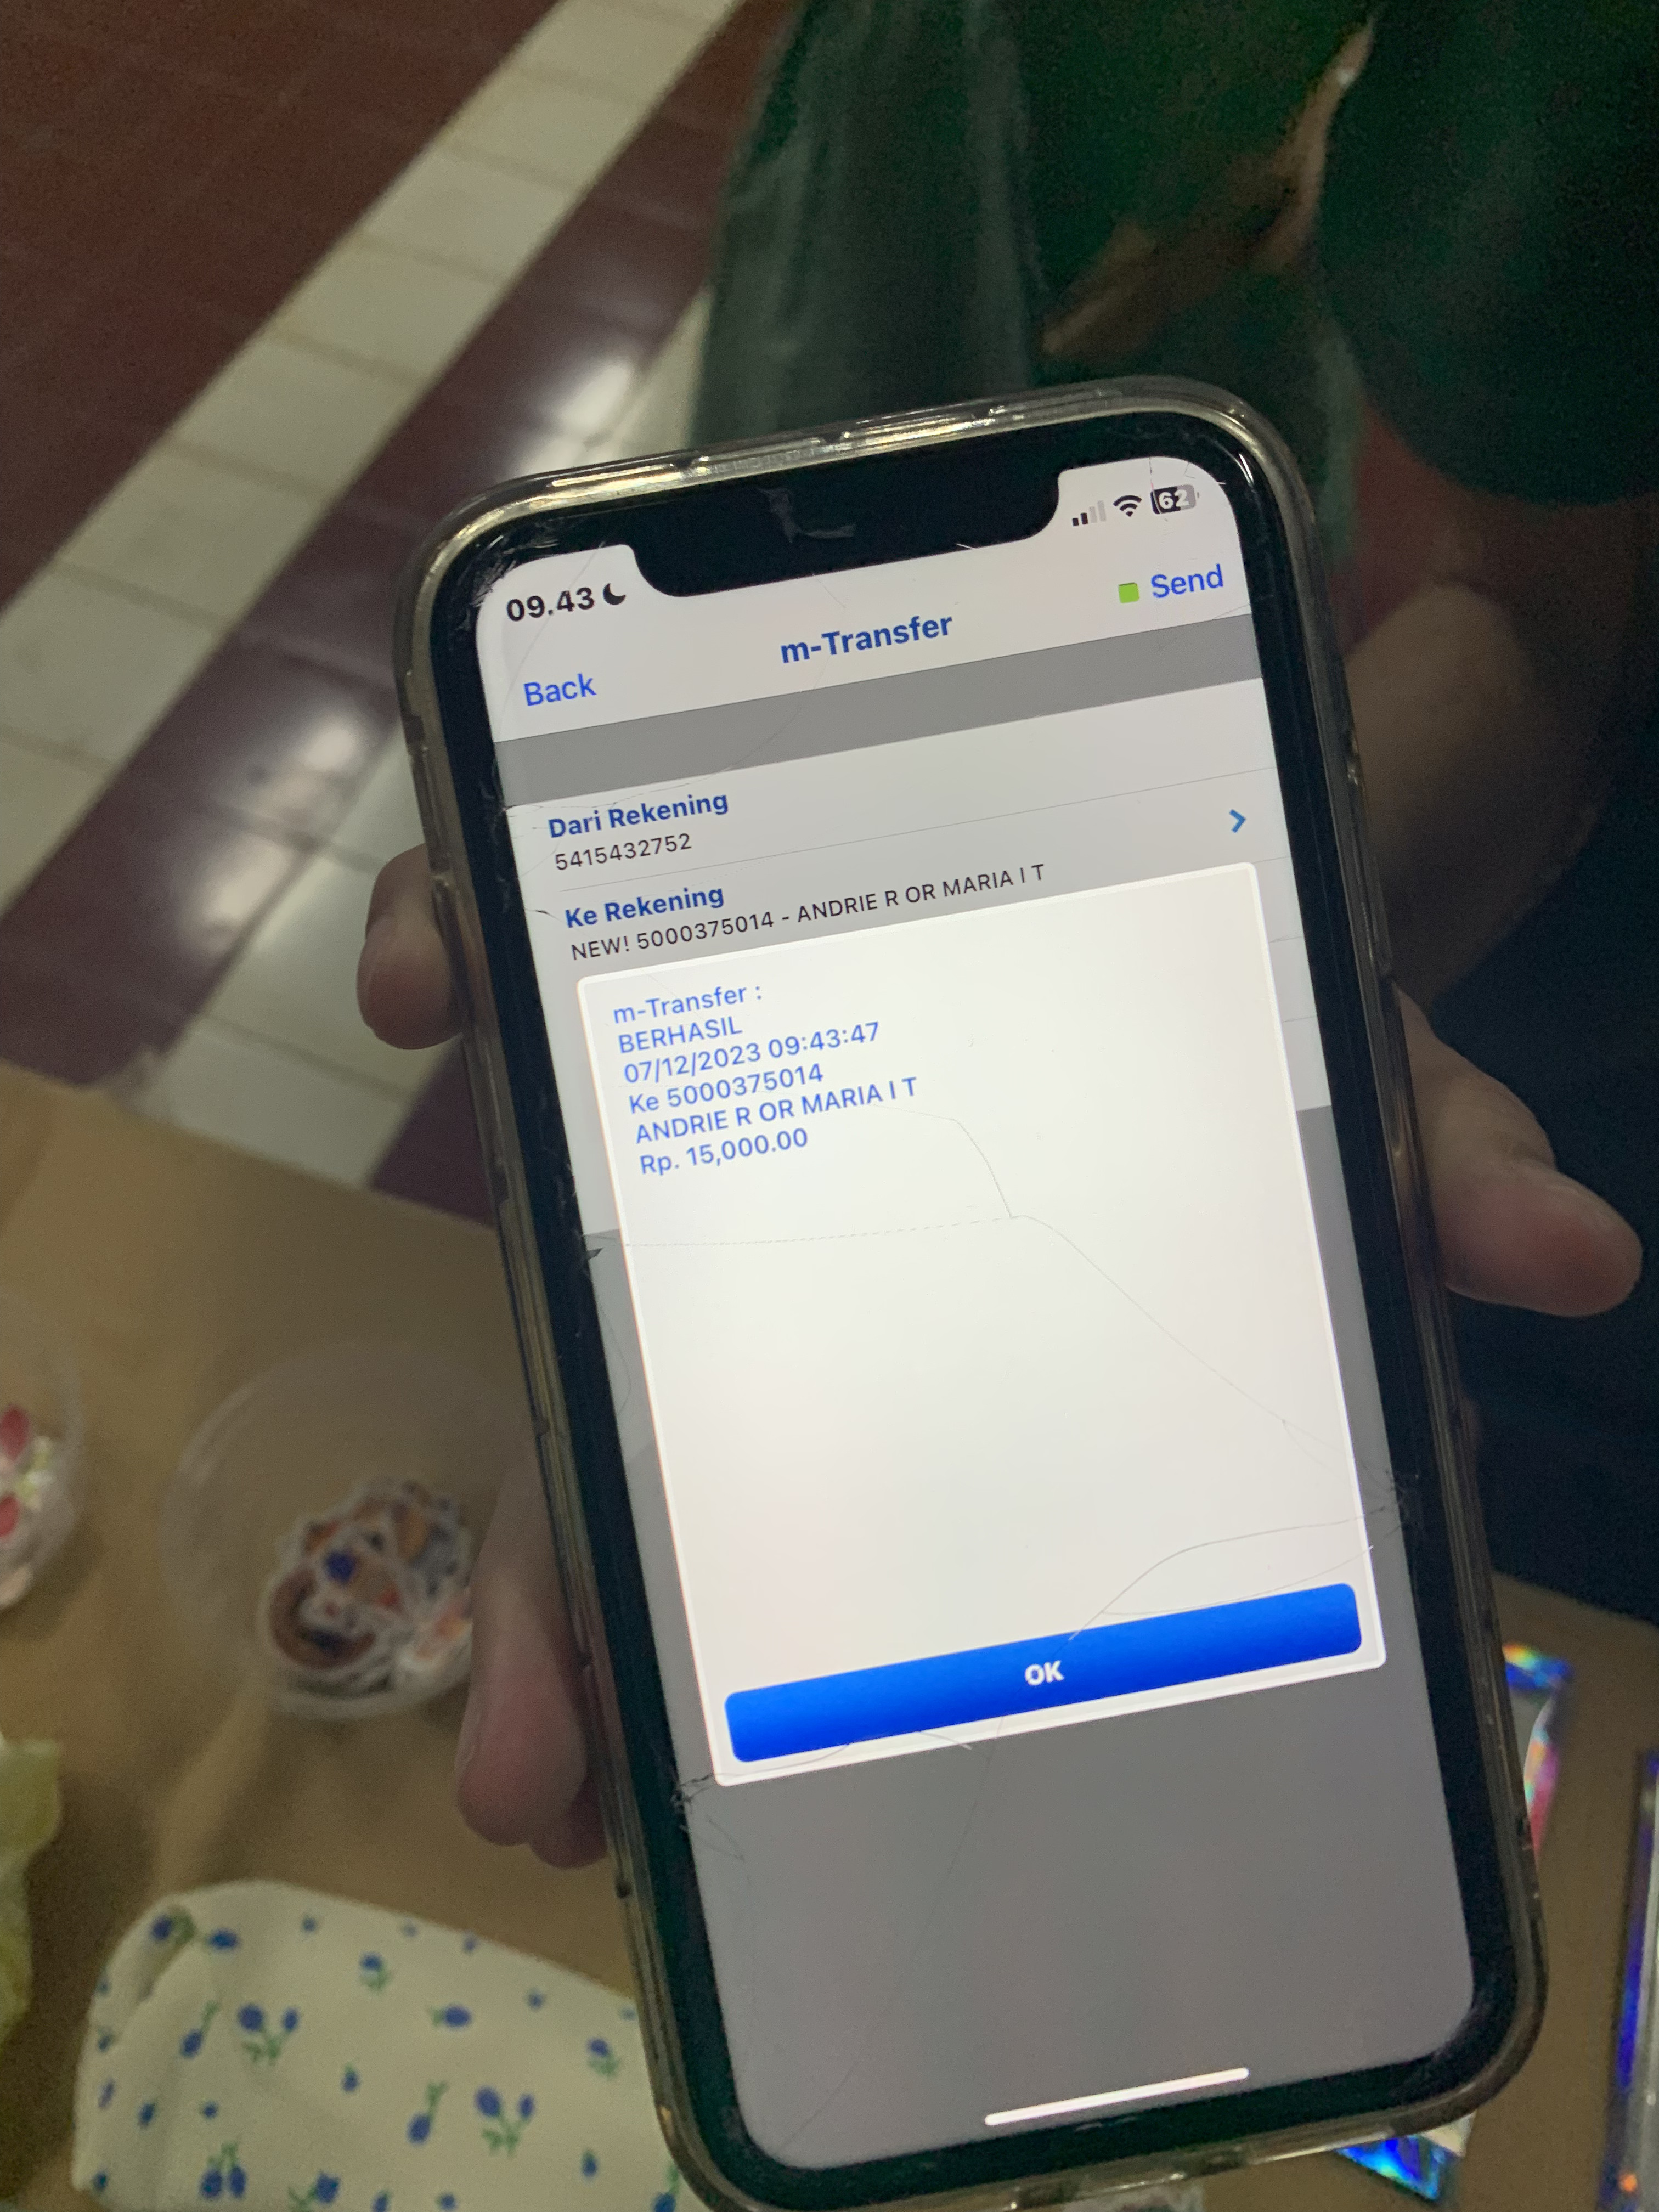 09.43
62
Send
m-Transfer
Back
Dari Rekening
5415432752
Ke Rekening
NEW! 5000375014 - ANDRIE R OR MARIA I T
m-Transfer :
BERHASIL
07/12/2023 09:43:47
Ke 5000375014
ANDRIE R OR MARIA I T
Rp. 15,000.00
OK